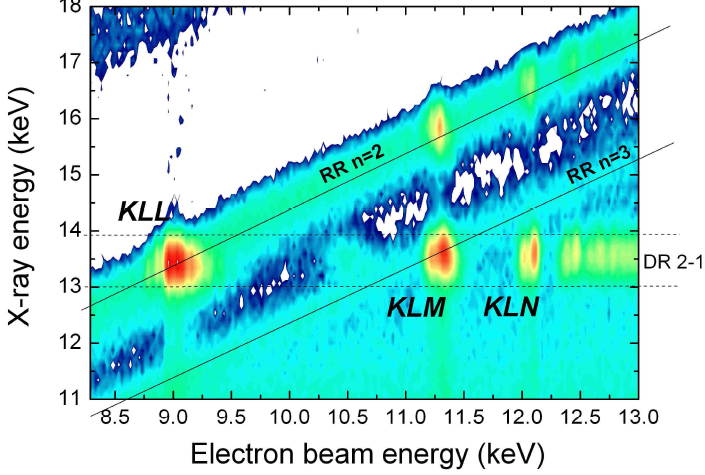 18
17
16
15
14
13
12
11
X-ray energy (keV)
KLL
RR n=2
RR n=3
DR 2-1
KLM
KLN
8.5 9.0 9.5 10.0 10.5 11.0 11.5 12.0 12.5 13.0
Electron beam energy (keV)